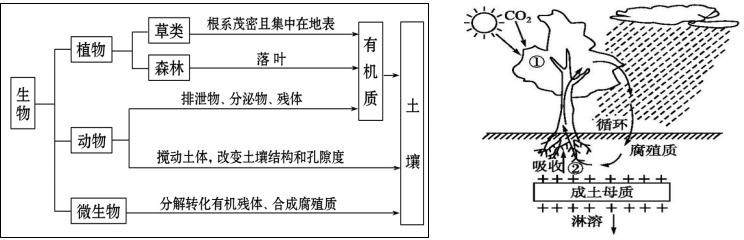 生物
植物
草类
根系茂密且集中在地表
森林
落叶
有机质
动物
排泄物、分泌物、残体
搅动土体，改变土壤结构和孔隙度
微生物
分解转化有机残体、合成腐殖质
土壤
CO₂
①
循环
腐殖质
吸收
②
成土母质
淋溶